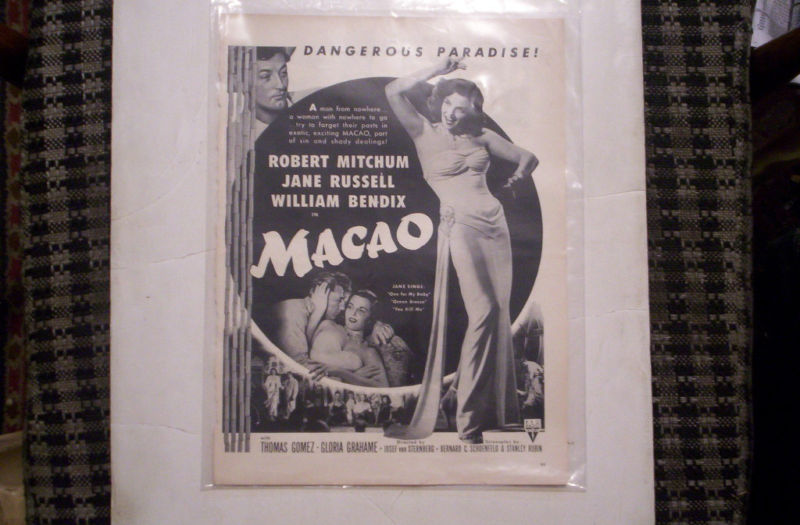 DANGEROUS PARADISE!
A man from nowhere...
a woman with nowhere to go
...try to forget their pasts in
exotic, exciting MACAO, port
of sin and shady dealings!
ROBERT MITCHUM
JANE RUSSELL
WILLIAM BENDIX
IN
MACAO
JANE SINGS:
"One for My Baby"
"Ocean Breeze"
"You Kill Me"
with
THOMAS GOMEZ · GLORIA GRAHAME ·
Directed by
JOSEF von STERNBERG ·
Screenplay by
BERNARD C. SCHOENFELD & STANLEY RUBIN